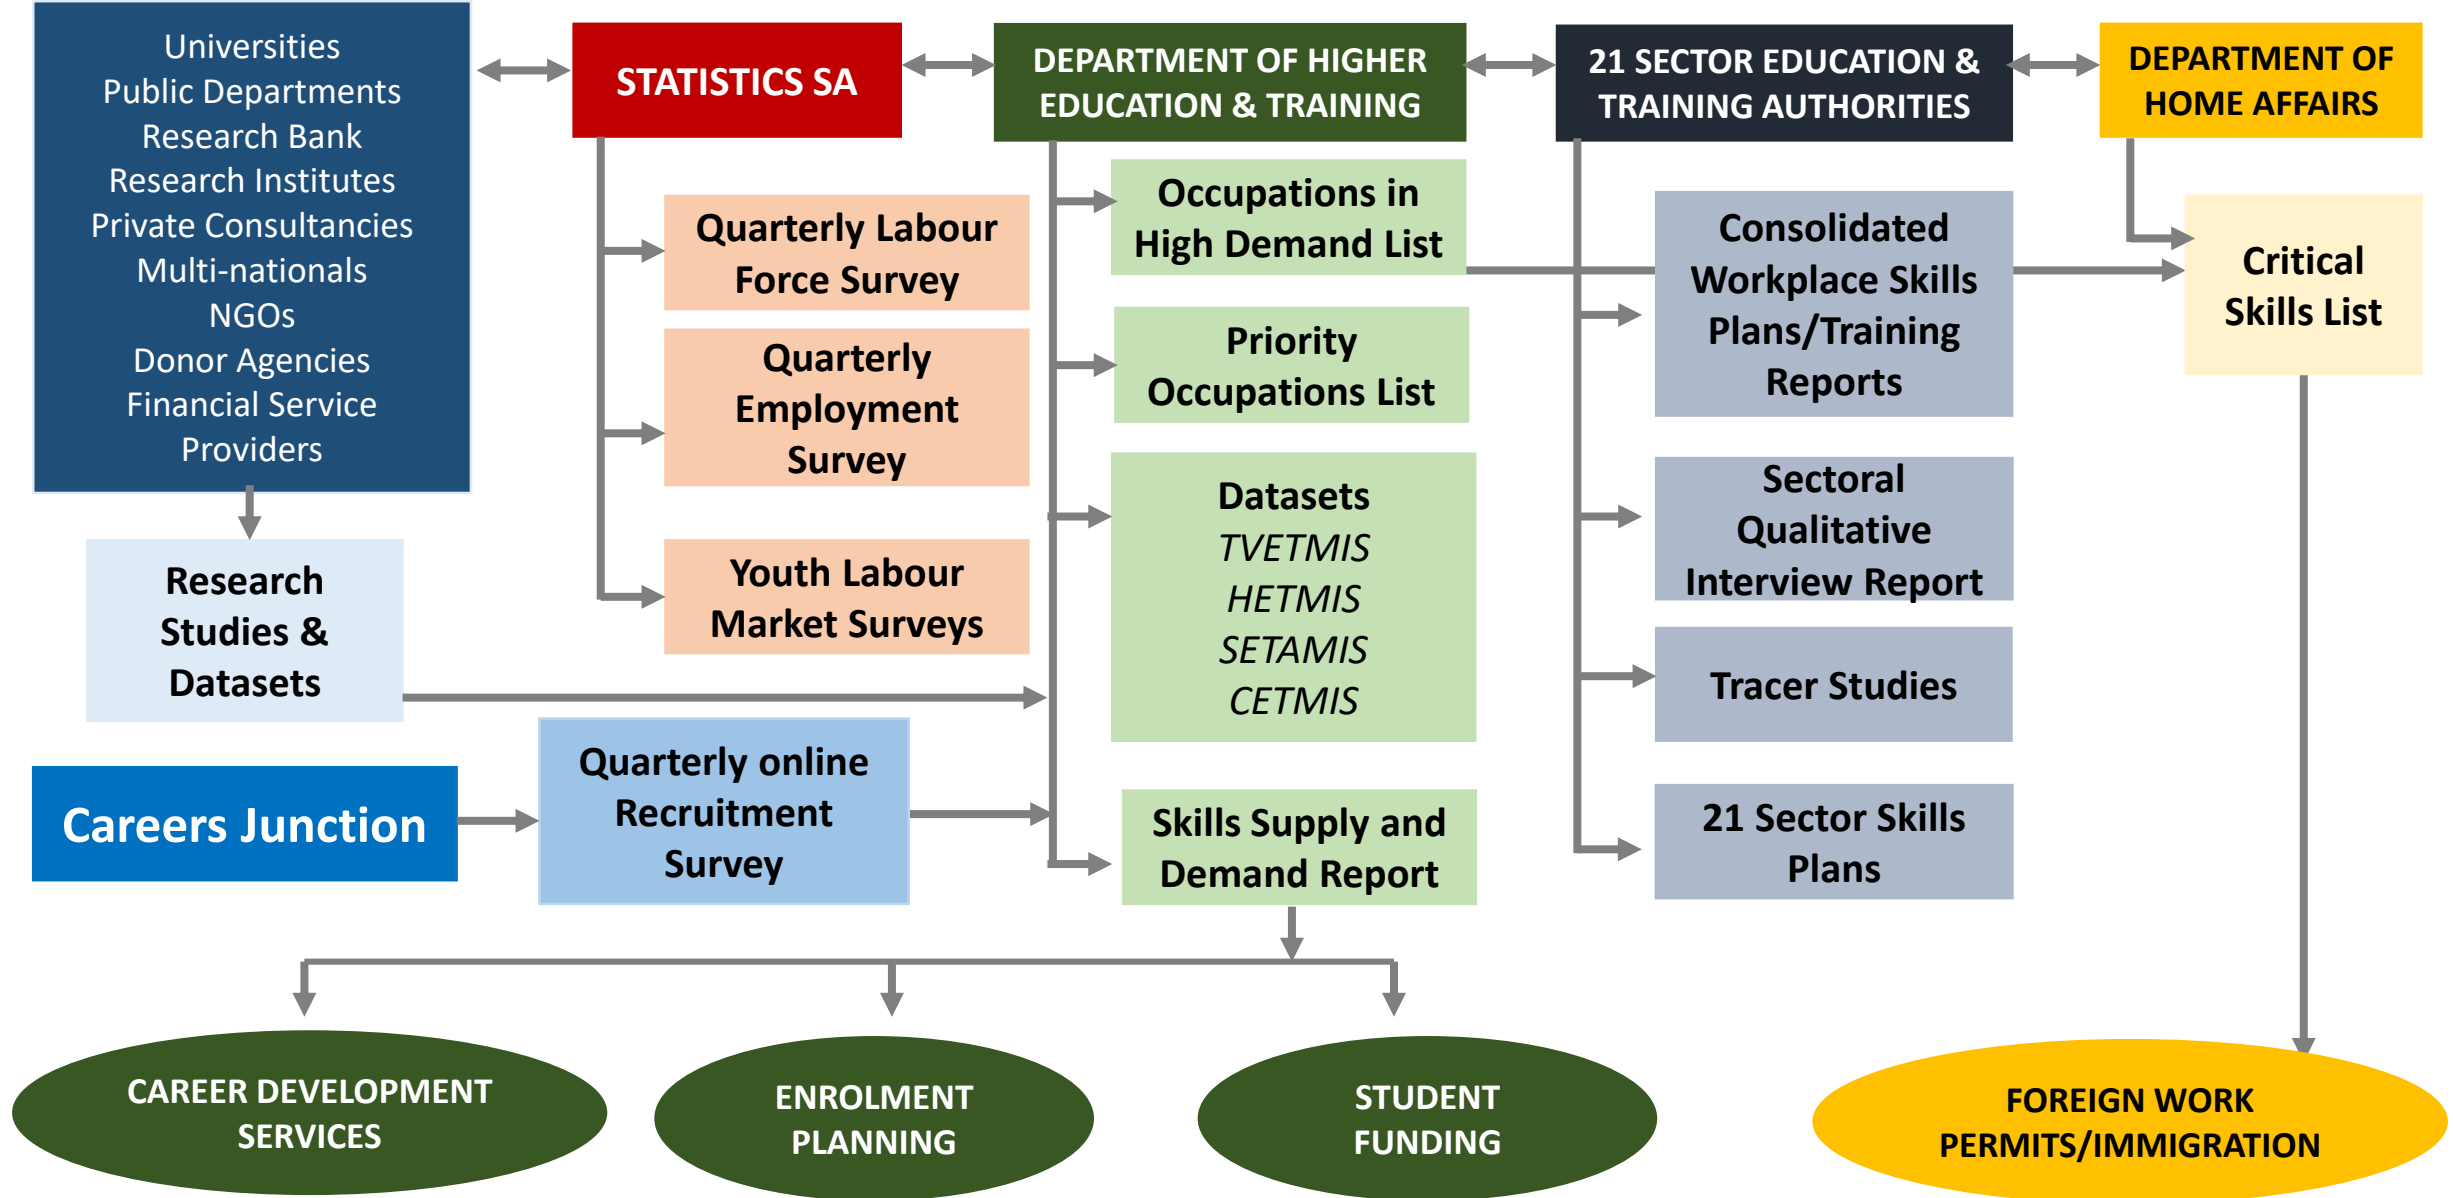 Universities
Public Departments
Research Bank
Research Institutes
Private Consultancies
Multi-nationals
NGOs
Donor Agencies
Financial Service
Providers
STATISTICS SA
DEPARTMENT OF HIGHER
EDUCATION & TRAINING
21 SECTOR EDUCATION &
TRAINING AUTHORITIES
DEPARTMENT OF
HOME AFFAIRS
Research
Studies &
Datasets
Quarterly Labour
Force Survey
Quarterly
Employment
Survey
Youth Labour
Market Surveys
Occupations in
High Demand List
Priority
Occupations List
Datasets
TVETMIS
HETMIS
SETAMIS
CETMIS
Skills Supply and
Demand Report
Consolidated
Workplace Skills
Plans/Training
Reports
Sectoral
Qualitative
Interview Report
Tracer Studies
21 Sector Skills
Plans
Critical
Skills List
Careers Junction
Quarterly online
Recruitment
Survey
CAREER DEVELOPMENT
SERVICES
ENROLMENT
PLANNING
STUDENT
FUNDING
FOREIGN WORK
PERMITS/IMMIGRATION